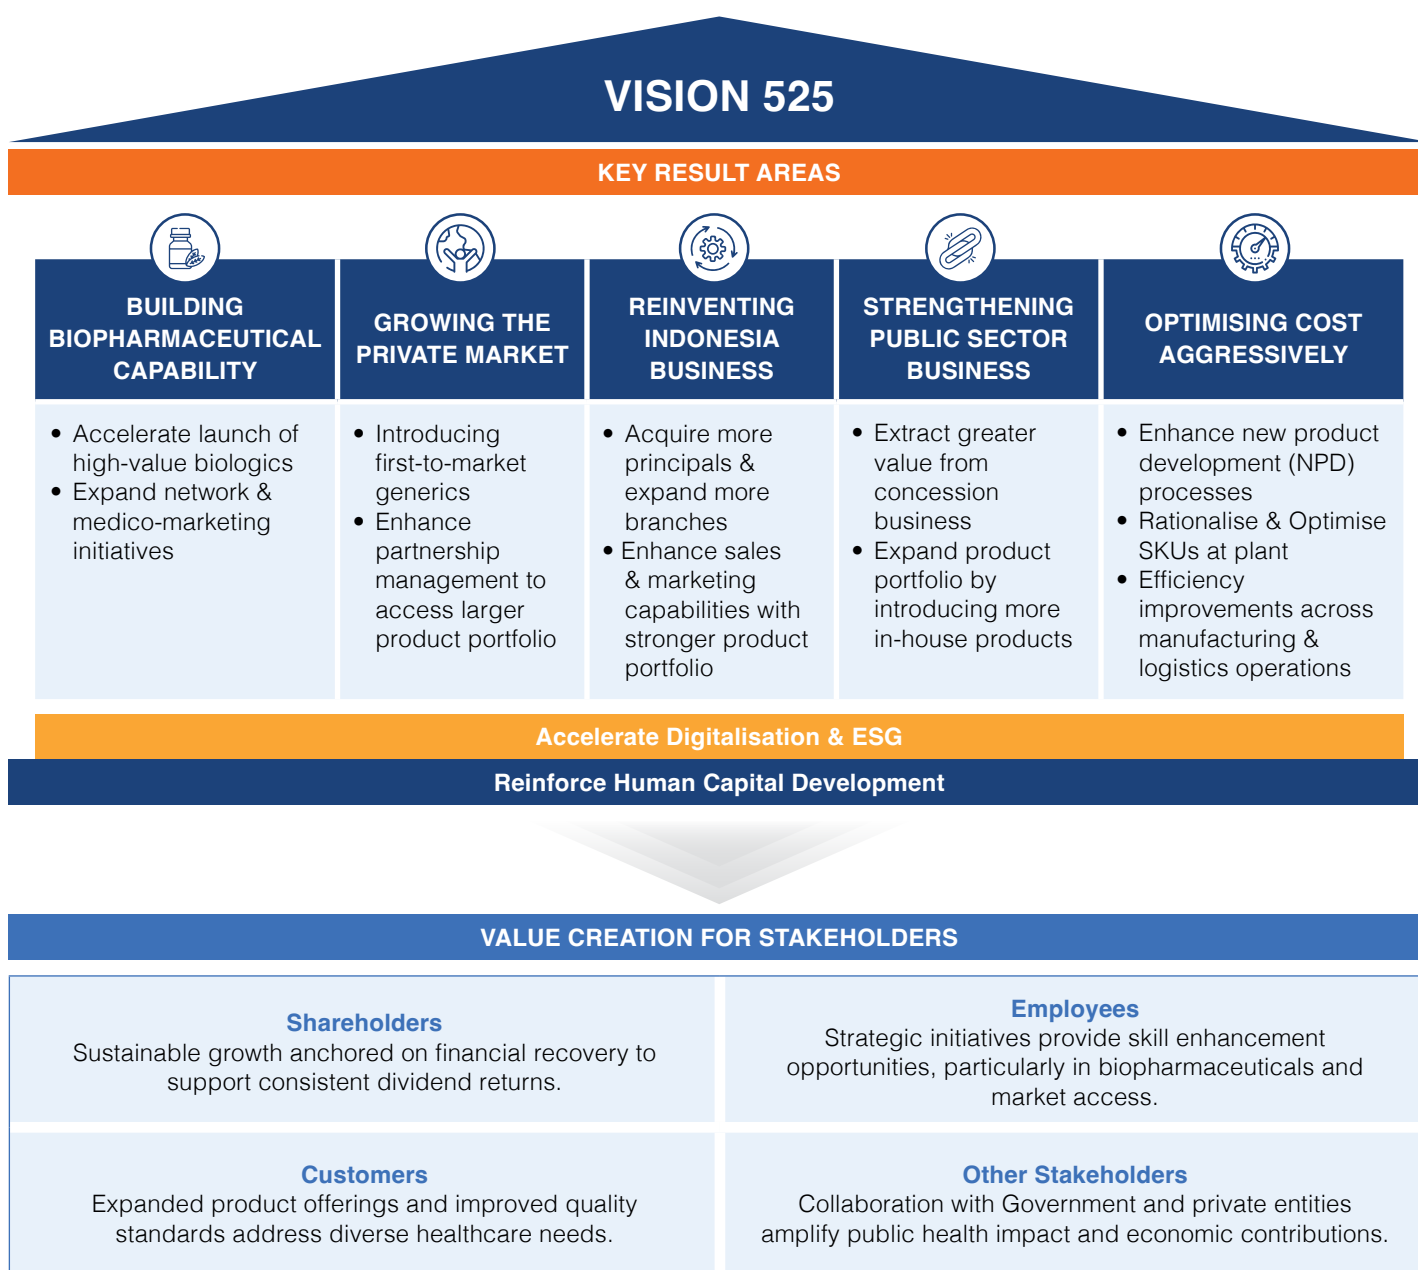 VISION 525
KEY RESULT AREAS
BUILDING
BIOPHARMACEUTICAL
CAPABILITY
• Accelerate launch of
high-value biologics
• Expand network &
medico-marketing
initiatives
GROWING THE
PRIVATE MARKET
• Introducing
first-to-market
generics
• Enhance
partnership
management to
access larger
product portfolio
REINVENTING
INDONESIA
BUSINESS
• Acquire more
principals &
expand more
branches
• Enhance sales
& marketing
capabilities with
stronger product
portfolio
STRENGTHENING
PUBLIC SECTOR
BUSINESS
• Extract greater
value from
concession
business
• Expand product
portfolio by
introducing more
in-house products
OPTIMISING COST
AGGRESSIVELY
• Enhance new product
development (NPD)
processes
• Rationalise & Optimise
SKUs at plant
• Efficiency
improvements across
manufacturing &
logistics operations
Accelerate Digitalisation & ESG
Reinforce Human Capital Development
VALUE CREATION FOR STAKEHOLDERS
Shareholders
Sustainable growth anchored on financial recovery to
support consistent dividend returns.
Employees
Strategic initiatives provide skill enhancement
opportunities, particularly in biopharmaceuticals and
market access.
Customers
Expanded product offerings and improved quality
standards address diverse healthcare needs.
Other Stakeholders
Collaboration with Government and private entities
amplify public health impact and economic contributions.